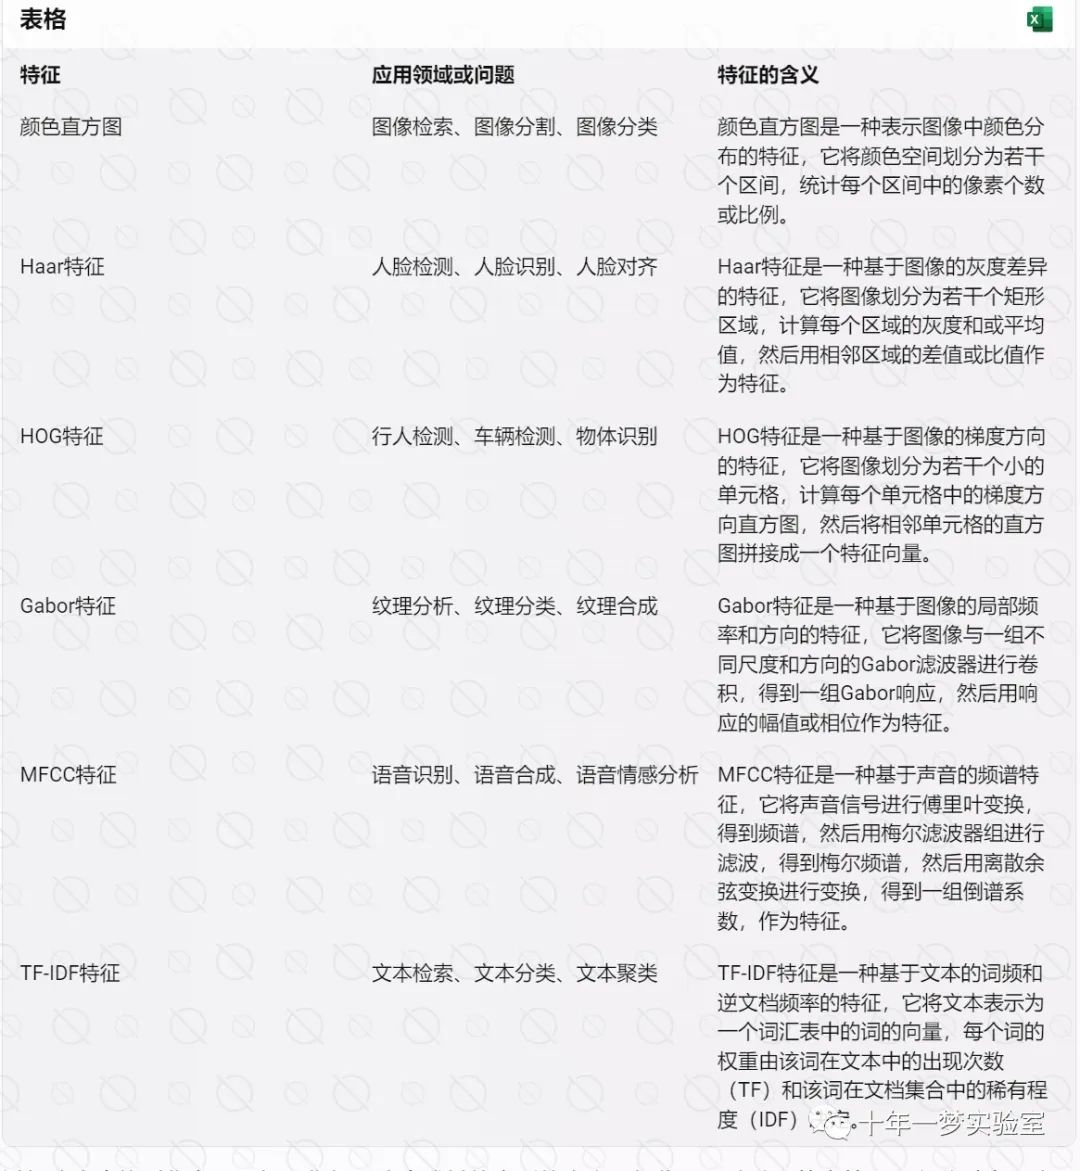 表格
特征
应用领域或问题
特征的含义
颜色直方图
图像检索、图像分割、图像分类
颜色直方图是一种表示图像中颜色分
布的特征，它将颜色空间划分为若干
个区间，统计每个区间中的像素个数
或比例。
Haar特征
人脸检测、人脸识别、人脸对齐
Haar特征是一种基于图像的灰度差异
的特征，它将图像划分为若干个矩形
区域，计算每个区域的灰度和或平均
值，然后用相邻区域的差值或比值作
为特征。
HOG特征
行人检测、车辆检测、物体识别
HOG特征是一种基于图像的梯度方向
的特征，它将图像划分为若干个小的
单元格，计算每个单元格中的梯度方
向直方图，然后将相邻单元格的直方
图拼接成一个特征向量。
Gabor特征
纹理分析、纹理分类、纹理合成
Gabor特征是一种基于图像的局部频
率和方向的特征，它将图像与一组不
同尺度和方向的Gabor滤波器进行卷
积，得到一组Gabor响应，然后用响
应的幅值或相位作为特征。
MFCC特征
语音识别、语音合成、语音情感分析
MFCC特征是一种基于声音的频谱特
征，它将声音信号进行傅里叶变换，
得到频谱，然后用梅尔滤波器组进行
滤波，得到梅尔频谱，然后用离散余
弦变换进行变换，得到一组倒谱系
数，作为特征。
TF-IDF特征
文本检索、文本分类、文本聚类
TF-IDF特征是一种基于文本的词频和
逆文档频率的特征，它将文本表示为
一个词汇表中的词的向量，每个词的
权重由该词在文本中的出现次数
（TF）和该词在文档集合中的稀有程
度（IDF）
十年一梦实验室